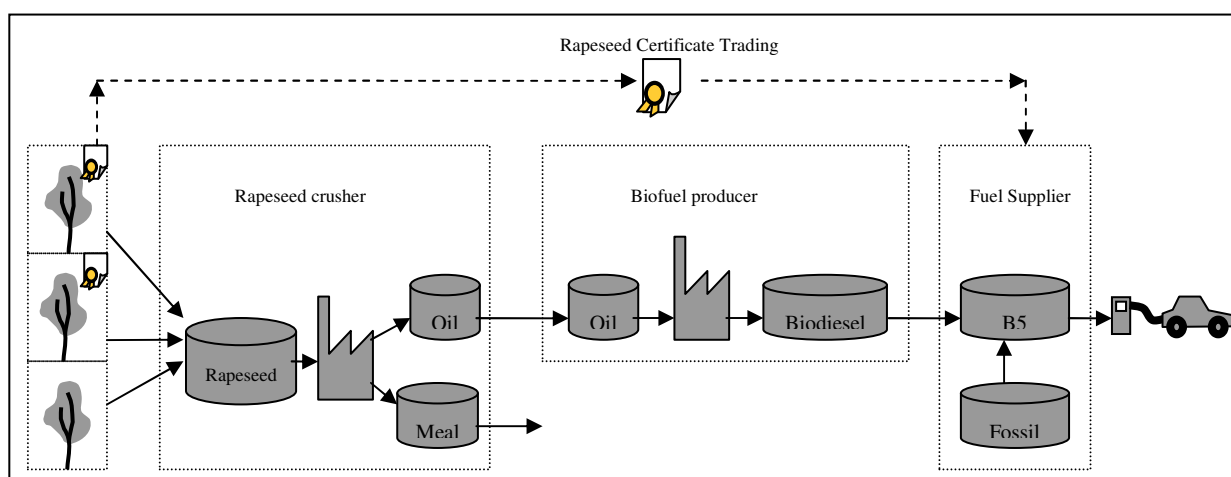 Rapeseed Certificate Trading
Rapeseed crusher
Biofuel producer
Fuel Supplier
Oil
Oil
Biodiesel
B5
Rapeseed
Meal
Fossil